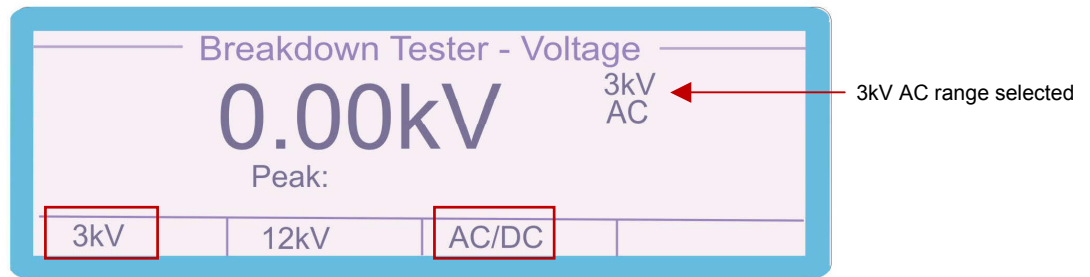 Breakdown Tester - Voltage
0.00kV
3kV
AC
3kV AC range selected
Peak:
3kV 12kV AC/DC